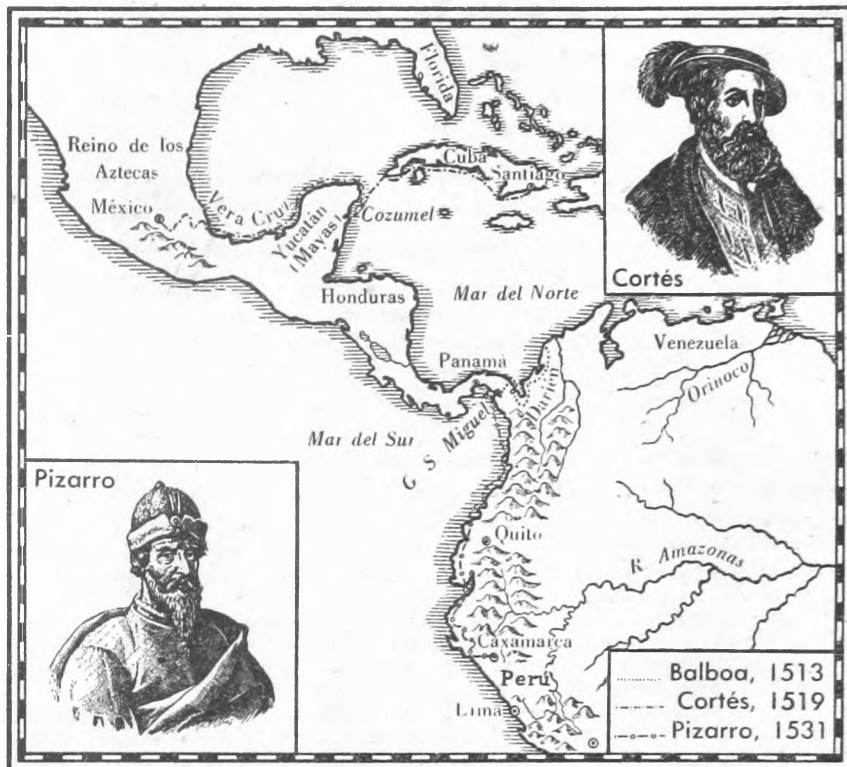 Florida
Reino de los
Aztecas
México
Vera Cruz
Yucatán
(Mayas)
Cuba
Santiago
Cozumel
Cortés
Honduras
Mar del Norte
Venezuela
Orinoco
Panamá
Darien
G S Miguel
Mar del Sur
Pizarro
Quito
R. Amazonas
Caxamarca
Perú
Lima
Balboa, 1513
Cortés, 1519
Pizarro, 1531